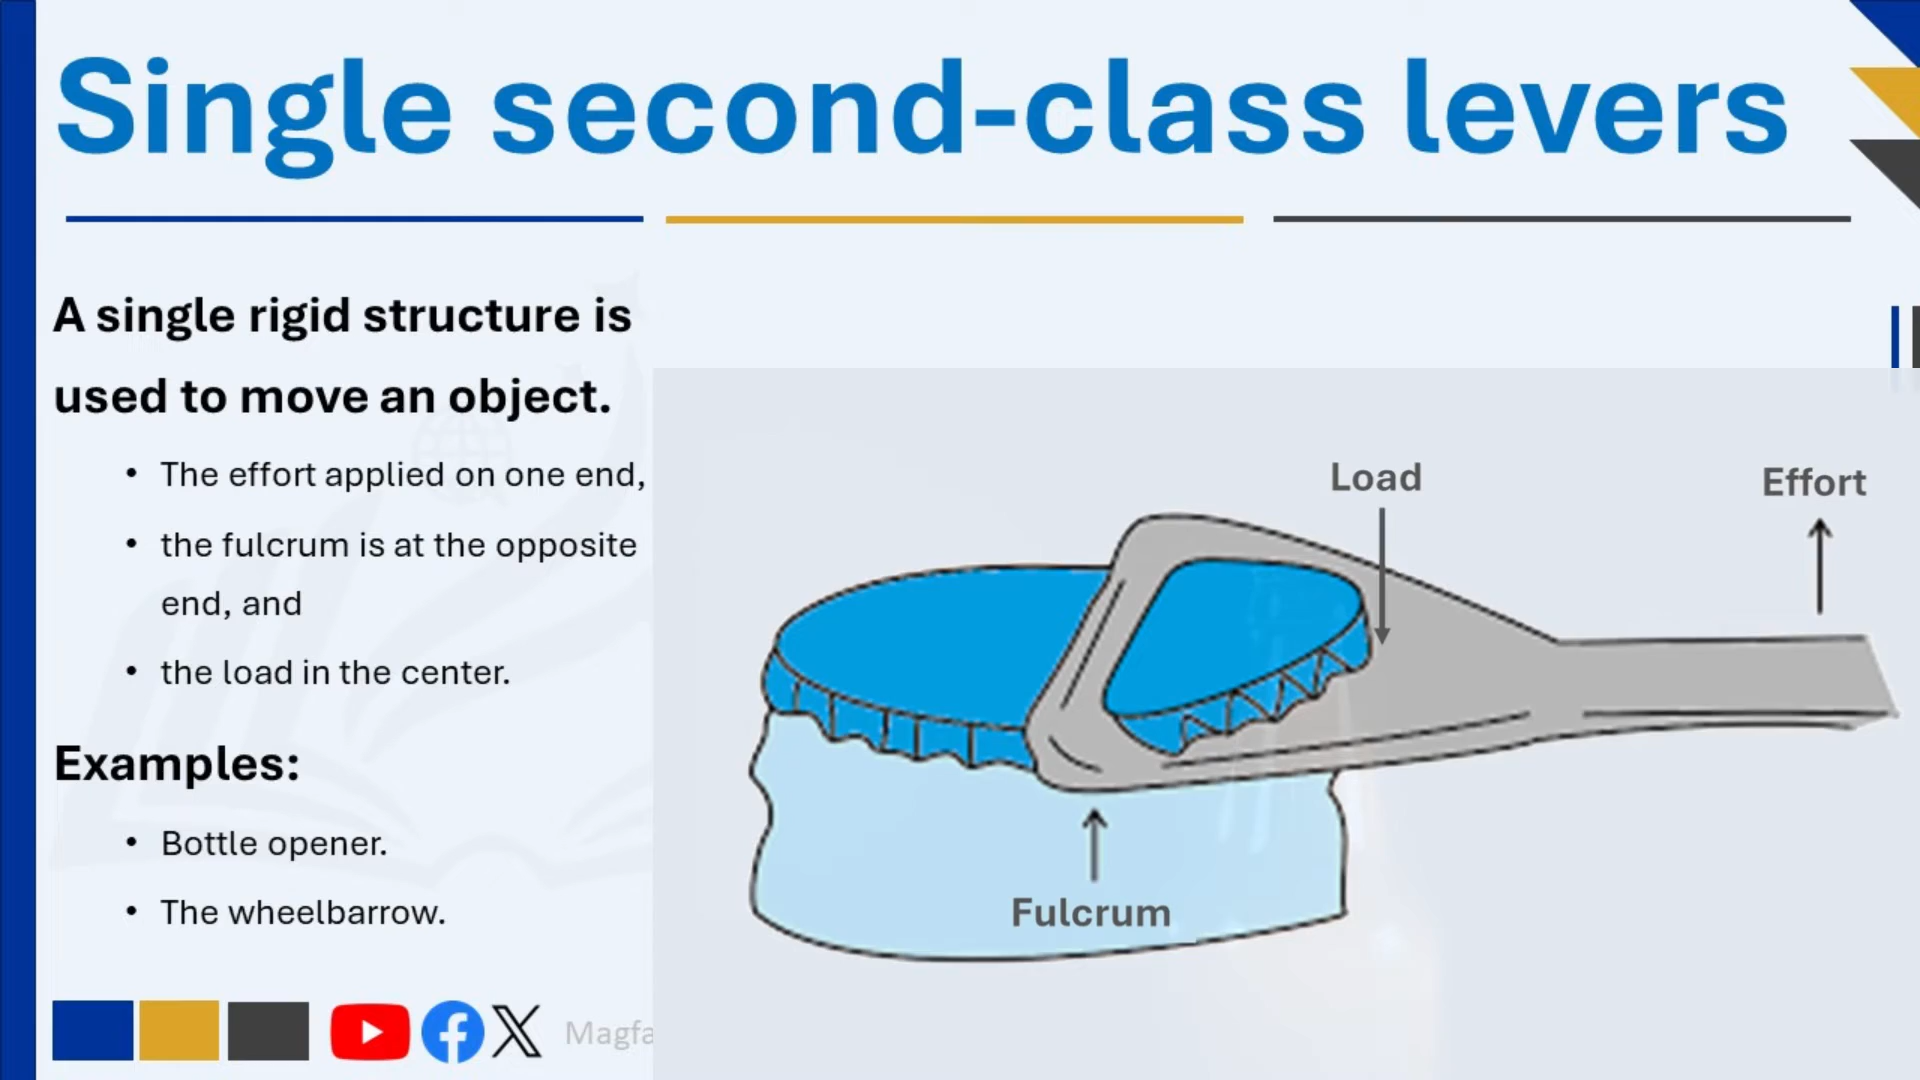 Single second-class levers
A single rigid structure is
used to move an object.
• The effort applied on one end,
• the fulcrum is at the opposite
end, and
• the load in the center.
Examples:
• Bottle opener.
• The wheelbarrow.
Load
Effort
Fulcrum
Magfa